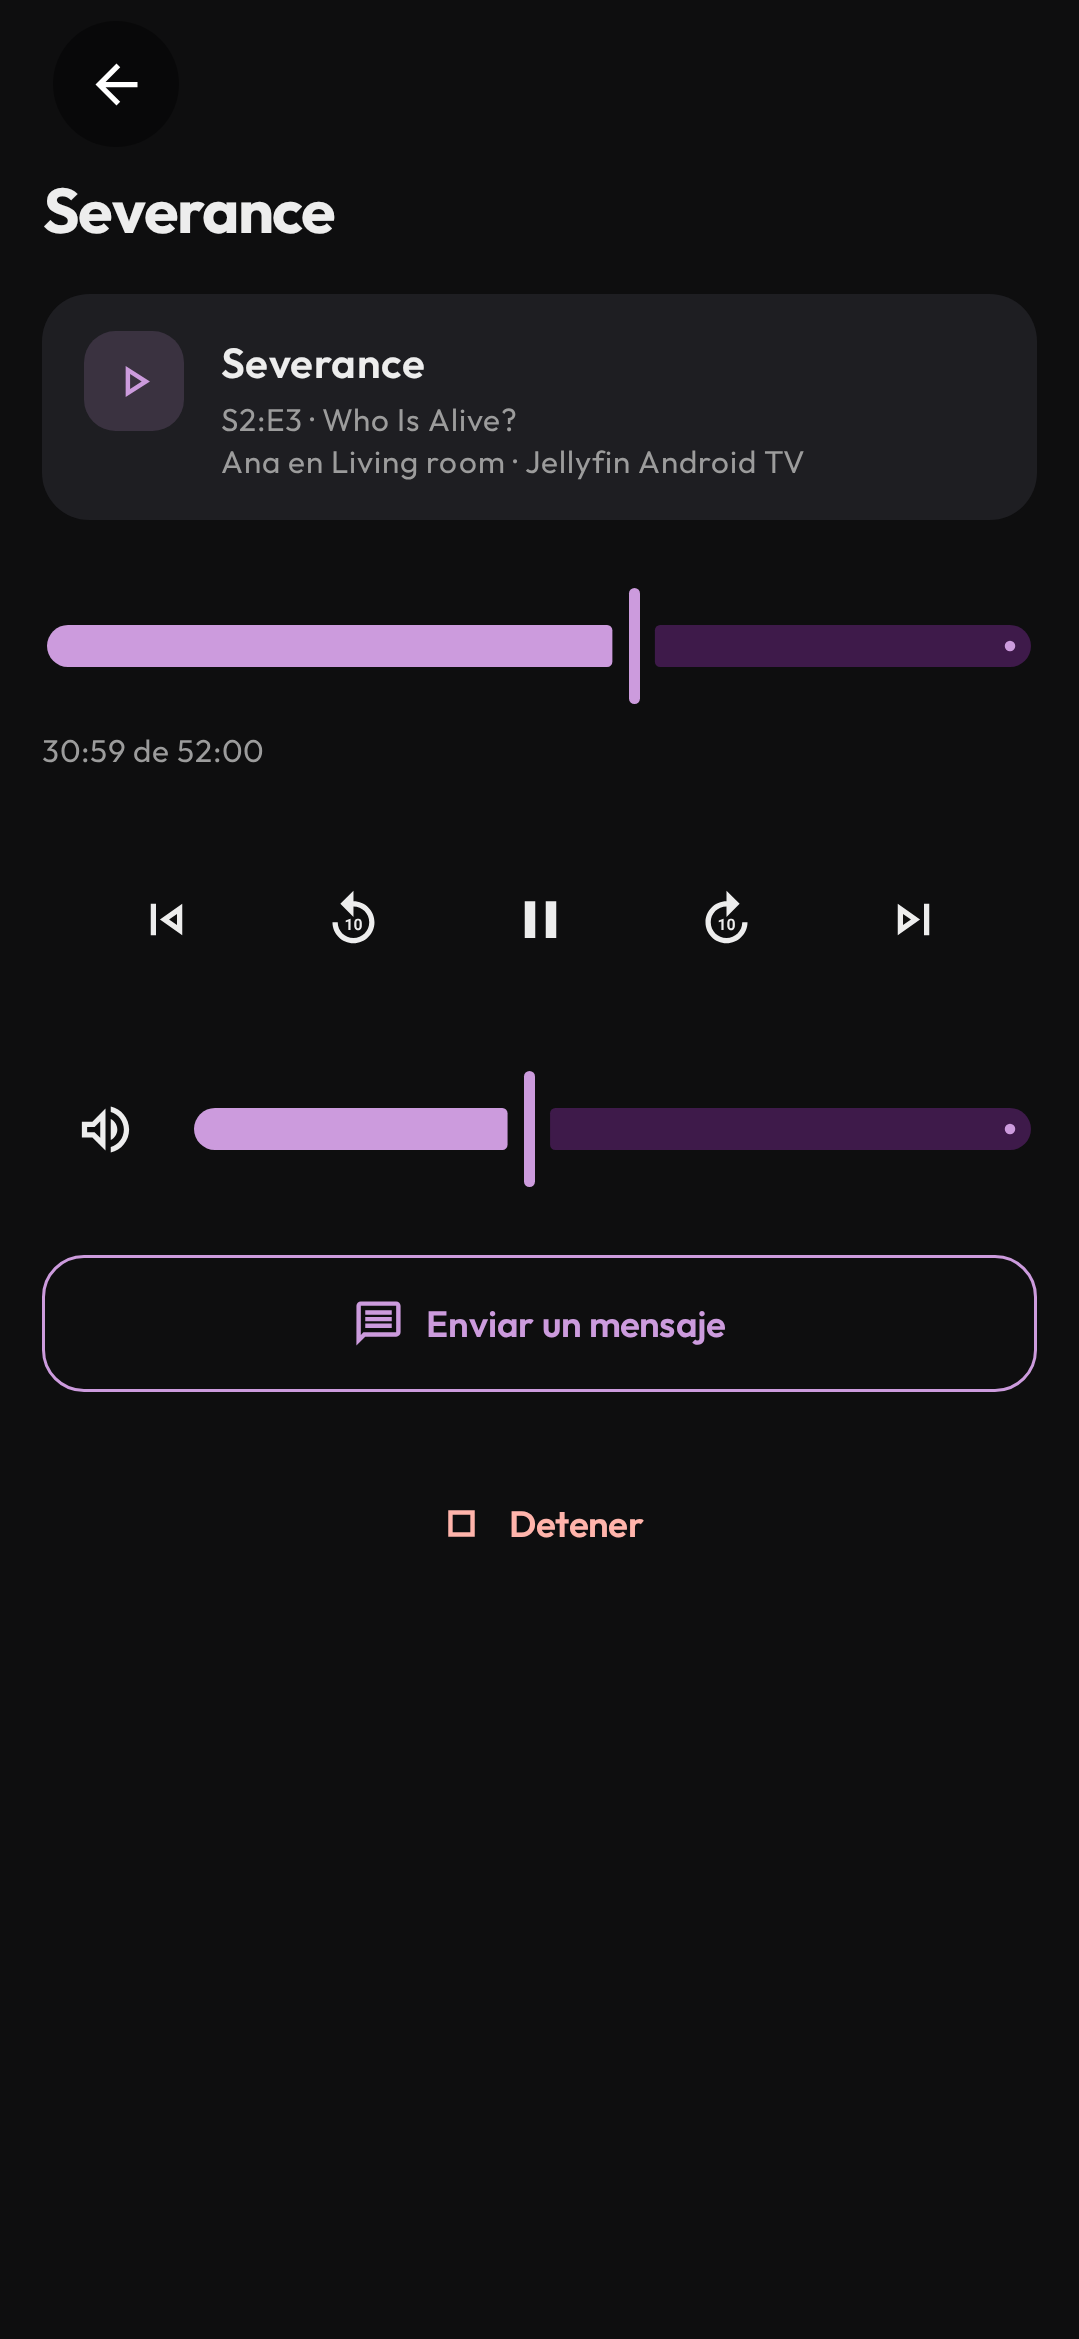 Severance
Severance
S2:E3 · Who Is Alive?
Ana en Living room · Jellyfin Android TV
30:59 de 52:00
10
10
Enviar un mensaje
Detener